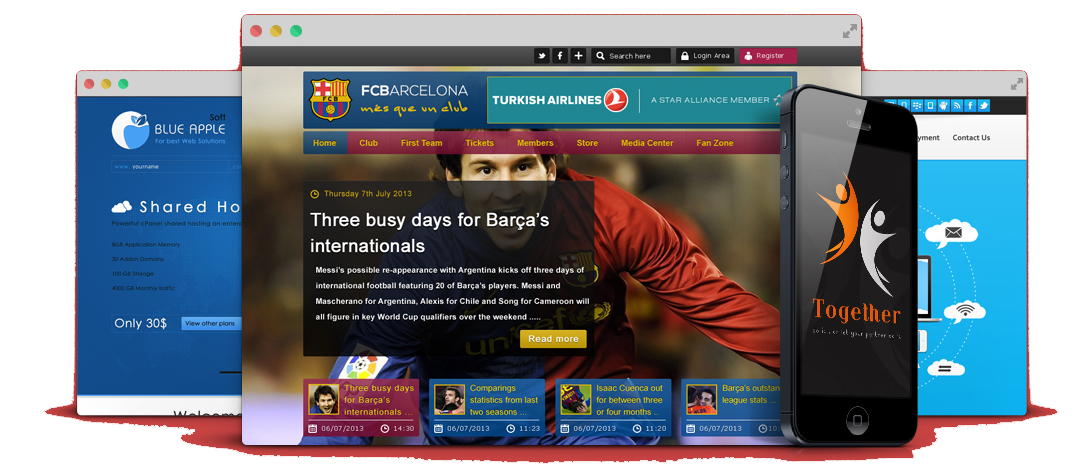 Search here
Login Area
Register
FCBARCELONA
més que un club
TURKISH AIRLINES
A STAR ALLIANCE MEMBER
Home
Club
First Team
Tickets
Members
Store
Media Center
Fan Zone
Thursday 7th July 2013
Three busy days for Barça's
internationals
Messi's possible re-appearance with Argentina kicks off three days of
international football featuring 20 of Barça's players. Messi and
Mascherano for Argentina, Alexis for Chile and Song for Cameroon will
all figure in key World Cup qualifiers over the weekend .....
Read more
Three busy days
for Barça's
internationals ...
06/07/2013
14:30
Comparings
statistics from last
two seasons ...
06/07/2013
11:23
Isaac Cuenca out
for between three
or four months ..
06/07/2013
11:20
Barça's outstan
league stats ...
06/07/2013
Soft
BLUE APPLE
For best Web Solutions
www. yourname
Shared Ho
Powerful cPanel shared hosting an
8GB Application Memory
30 Addon Domains
100 GB Storage
4000 GB Monthly traffic
Only 30$
View other plans
Welcome
Together
your partner
yment
Contact Us